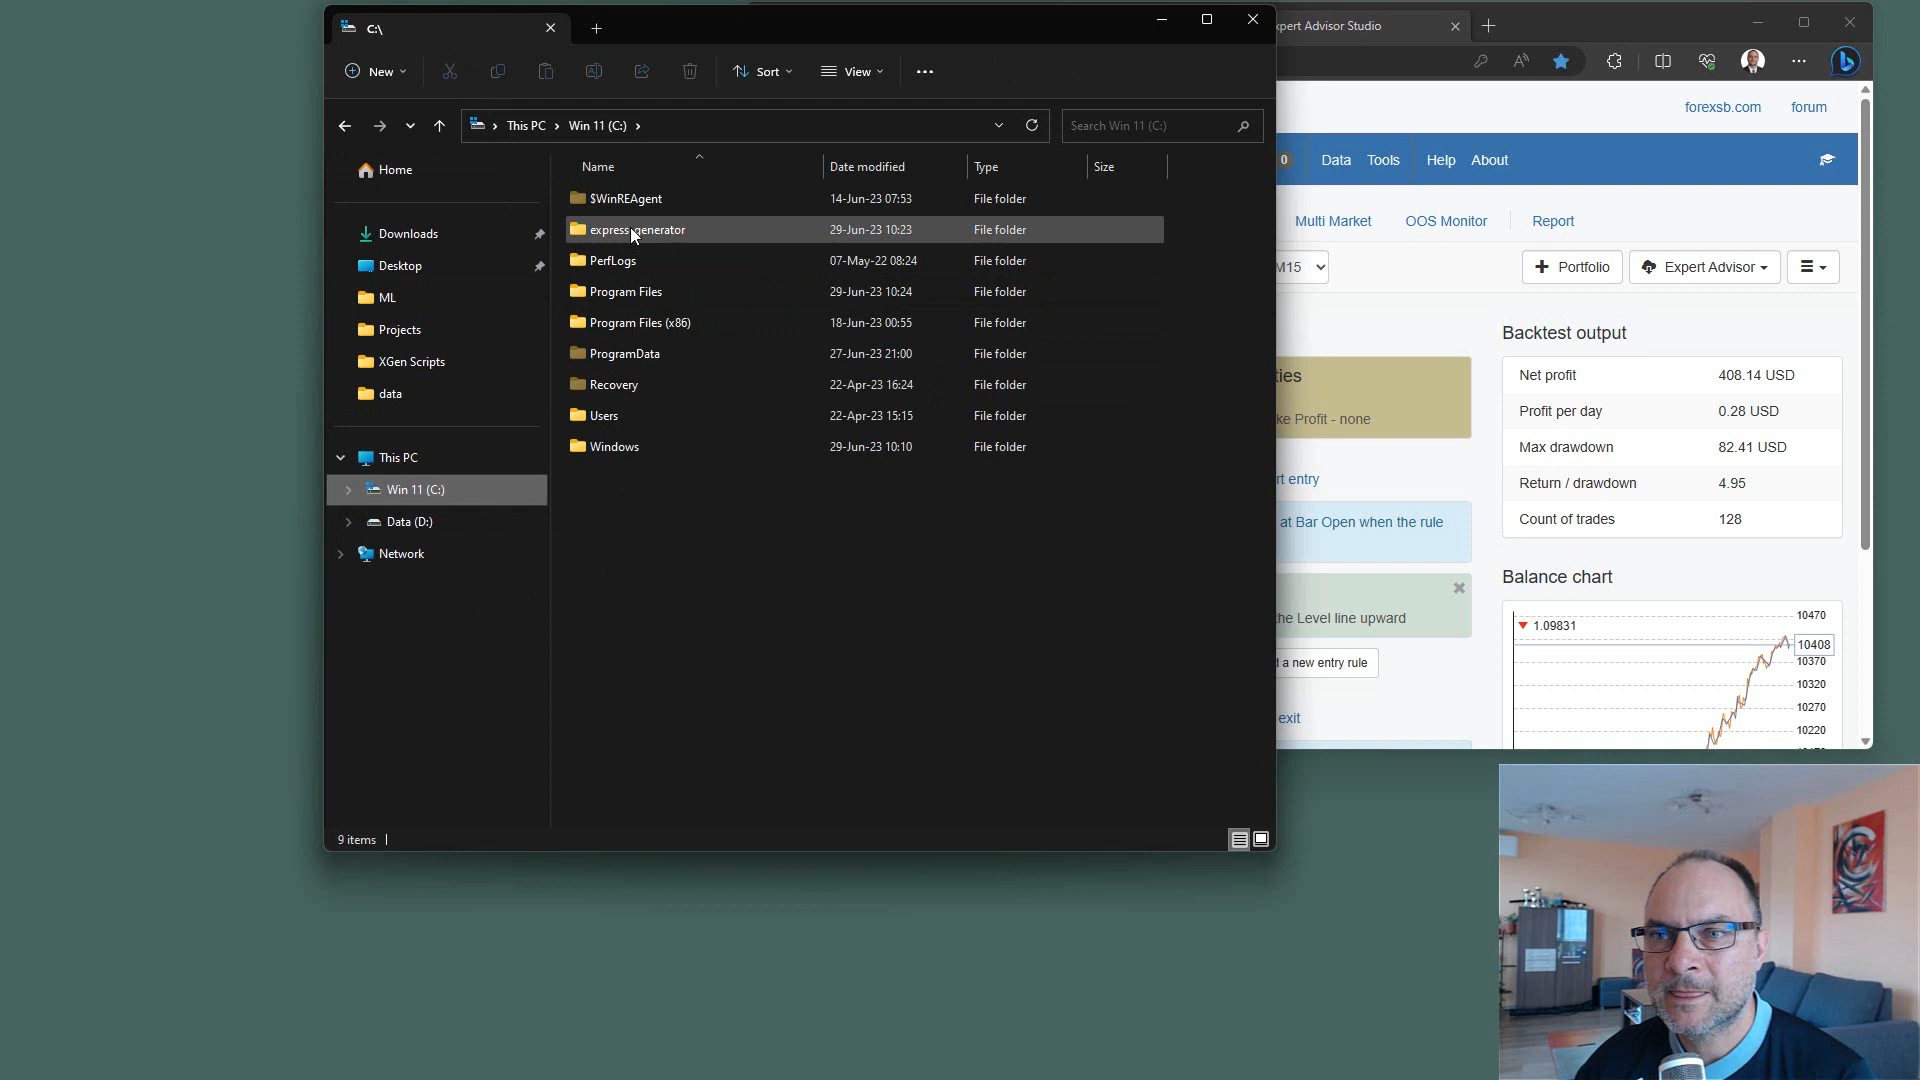 C:\
New
Sort
View
This PC
Win 11 (C:)
Search Win 11 (C:)
Name
Date modified
Type
Size
Home
Downloads
Desktop
ML
Projects
XGen Scripts
data
This PC
Win 11 (C:)
Data (D:)
Network
$WinREAgent 14-Jun-23 07:53 File folder
express-generator 29-Jun-23 10:23 File folder
PerfLogs 07-May-22 08:24 File folder
Program Files 29-Jun-23 10:24 File folder
Program Files (x86) 18-Jun-23 00:55 File folder
ProgramData 27-Jun-23 21:00 File folder
Recovery 22-Apr-23 16:24 File folder
Users 22-Apr-23 15:15 File folder
Windows 29-Jun-23 10:10 File folder
9 items
xpert Advisor Studio
forexsb.com forum
0 Data Tools Help About
Multi Market OOS Monitor Report
M15 Portfolio Expert Advisor
ties
ke Profit - none
rt entry
at Bar Open when the rule
the Level line upward
d a new entry rule
exit
Backtest output
Net profit 408.14 USD
Profit per day 0.28 USD
Max drawdown 82.41 USD
Return / drawdown 4.95
Count of trades 128
Balance chart
1.09831
10470
10408
10370
10320
10270
10220